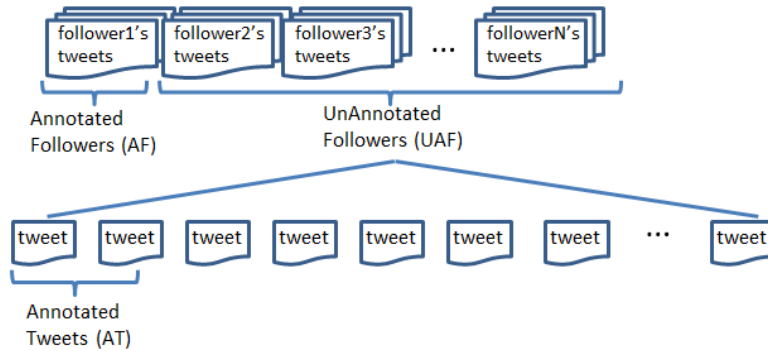 follower1's
tweets
follower2's
tweets
follower3's
tweets
...
followerN's
tweets
Annotated
Followers (AF)
UnAnnotated
Followers (UAF)
tweet
tweet
tweet
tweet
tweet
tweet
tweet
...
tweet
Annotated
Tweets (AT)